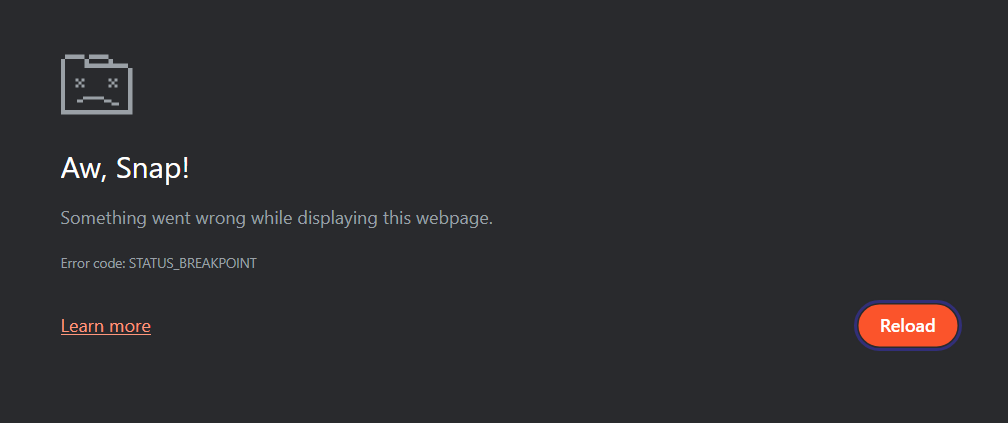 Aw, Snap!
Something went wrong while displaying this webpage.
Error code: STATUS_BREAKPOINT
Learn more
Reload